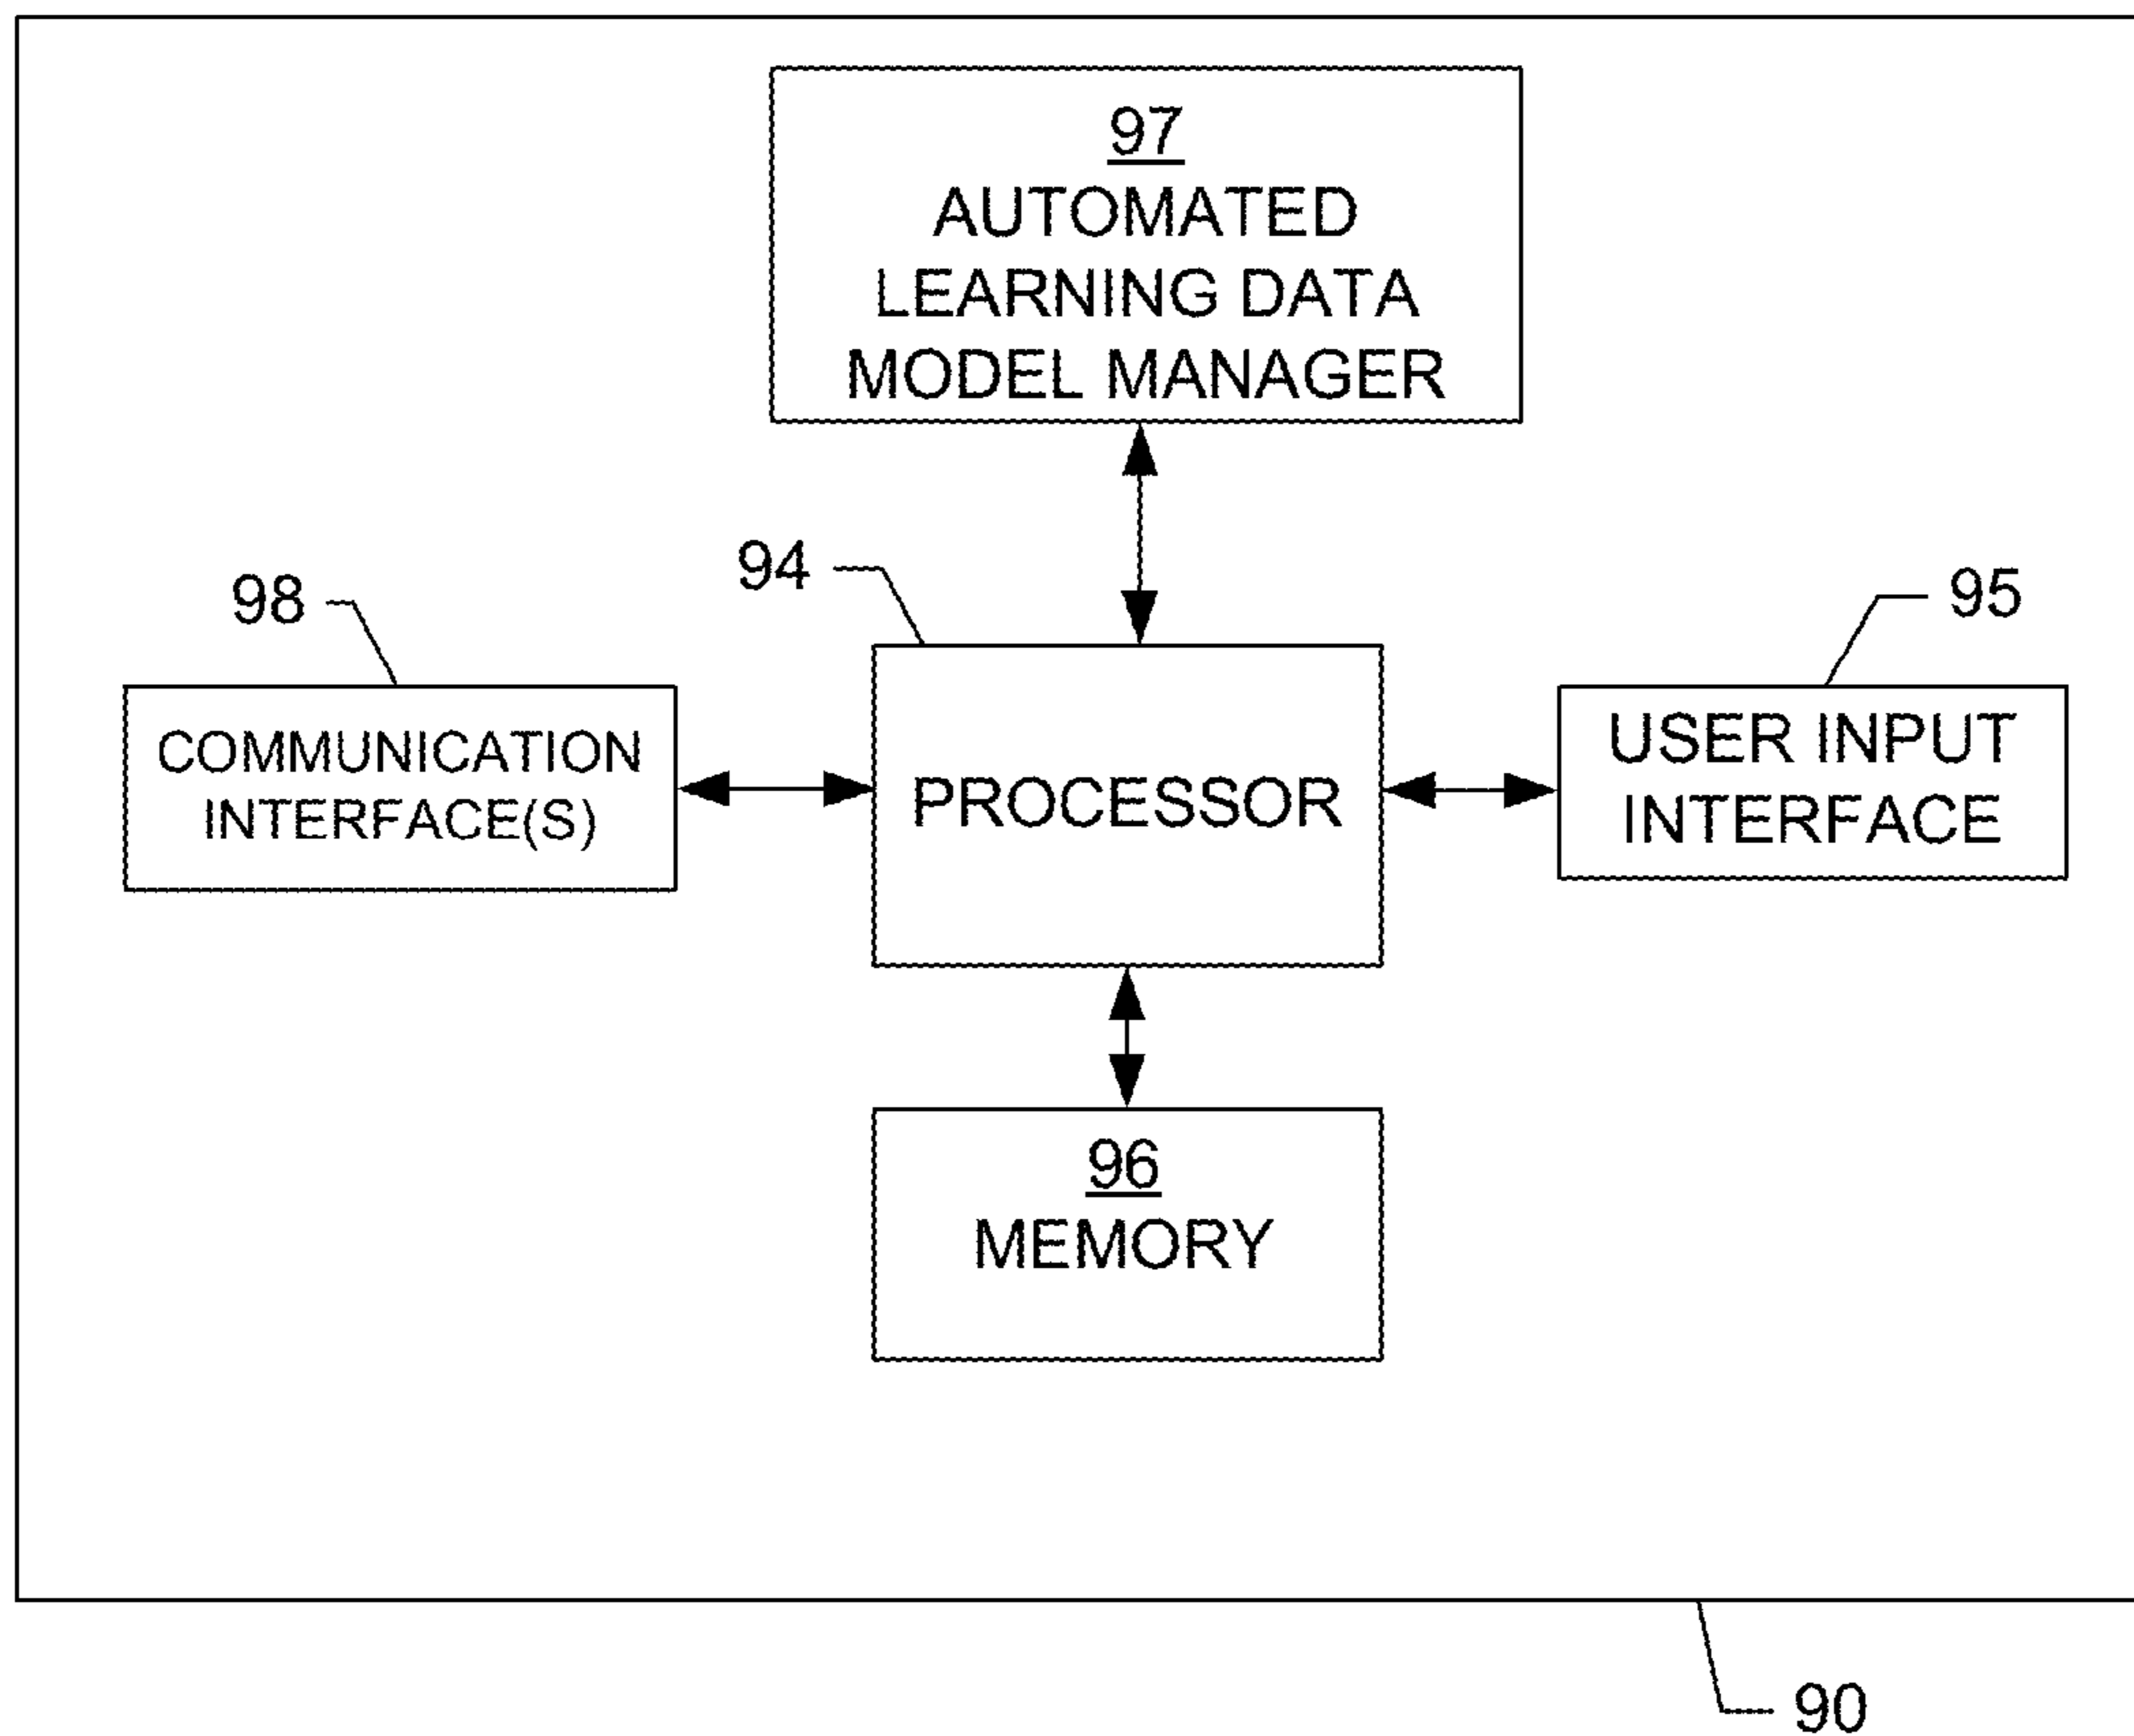 97
AUTOMATED
LEARNING DATA
MODEL MANAGER
94
98
95
COMMUNICATION
INTERFACE(S)
PROCESSOR
USER INPUT
INTERFACE
96
MEMORY
90